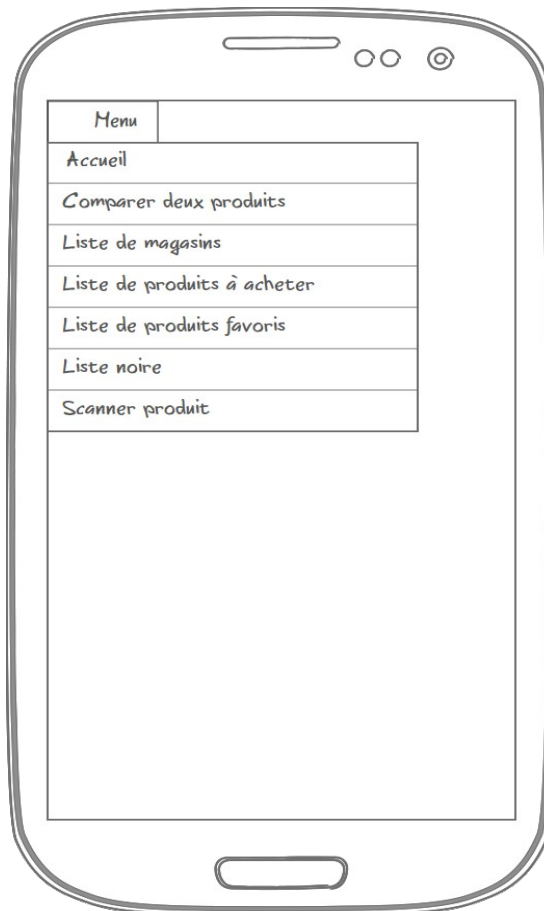 Menu
Accueil
Comparer deux produits
Liste de magasins
Liste de produits à acheter
Liste de produits favoris
Liste noire
Scanner produit